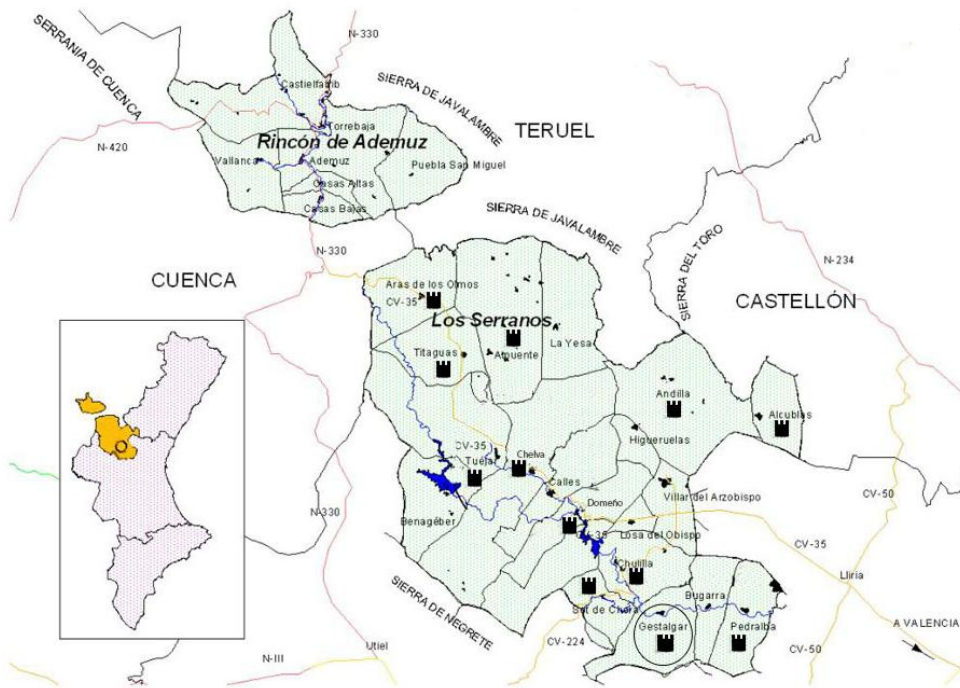 SERRANIA DE CUENCA
N-330
Castielfabib
SIERRA DE JAVALAMBRE
TERUEL
Torrebaja
Rincón de Ademuz
N-420
Vallanca
Ademuz
Puebla San Miguel
Casas Altas
Casas Bajas
SIERRA DE JAVALAMBRE
SIERRA DEL TORO
N-330
N-234
CUENCA
Aras de los Olmos
CV-35
CASTELLÓN
Los Serranos
La Yesa
Titaguas
Alpuente
Andilla
Alcublas
Higueruelas
CV-35
Chelva
Tuéjar
Calles
Villar del Arzobispo
CV-50
Domeño
Benagéber
N-330
CV-35
Losa del Obispo
CV-35
Chulilla
Lliria
SIERRA DE NEGRETE
Sot de Chera
Bugarra
Gestalgar
Pedralba
A VALENCIA
CV-224
Utiel
CV-50
N-III